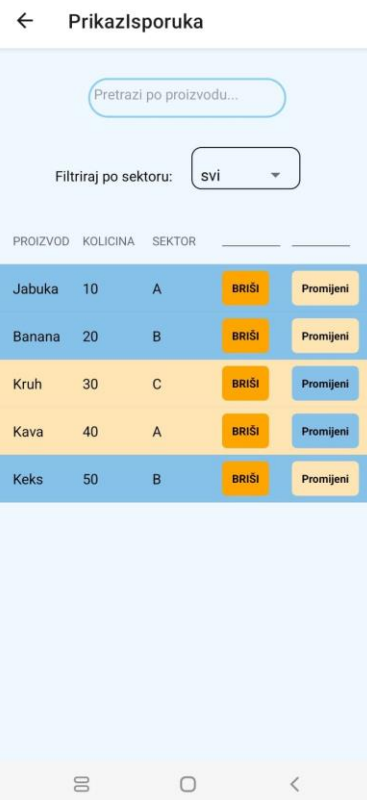 PrikazIsporuka
Pretrazi po proizvodu...
Filtriraj po sektoru: svi
PROIZVOD KOLICINA SEKTOR
Jabuka 10 A BRIŠI Promijeni
Banana 20 B BRIŠI Promijeni
Kruh 30 C BRIŠI Promijeni
Kava 40 A BRIŠI Promijeni
Keks 50 B BRIŠI Promijeni